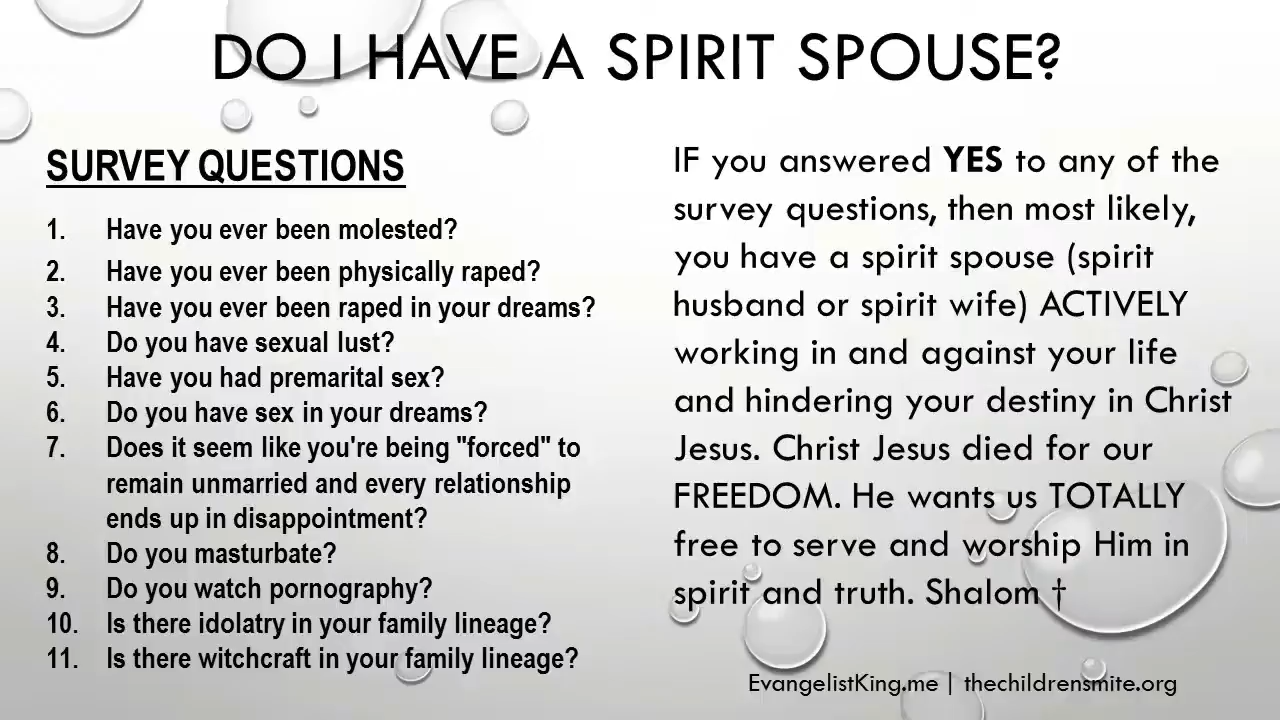 DO I HAVE A SPIRIT SPOUSE?
SURVEY QUESTIONS
1. Have you ever been molested?
2. Have you ever been physically raped?
3. Have you ever been raped in your dreams?
4. Do you have sexual lust?
5. Have you had premarital sex?
6. Do you have sex in your dreams?
7. Does it seem like you're being "forced" to
remain unmarried and every relationship
ends up in disappointment?
8. Do you masturbate?
9. Do you watch pornography?
10. Is there idolatry in your family lineage?
11. Is there witchcraft in your family lineage?
IF you answered YES to any of the
survey questions, then most likely,
you have a spirit spouse (spirit
husband or spirit wife) ACTIVELY
working in and against your life
and hindering your destiny in Christ
Jesus. Christ Jesus died for our
FREEDOM. He wants us TOTALLY
free to serve and worship Him in
spirit and truth. Shalom †
EvangelistKing.me | thechildrensmite.org